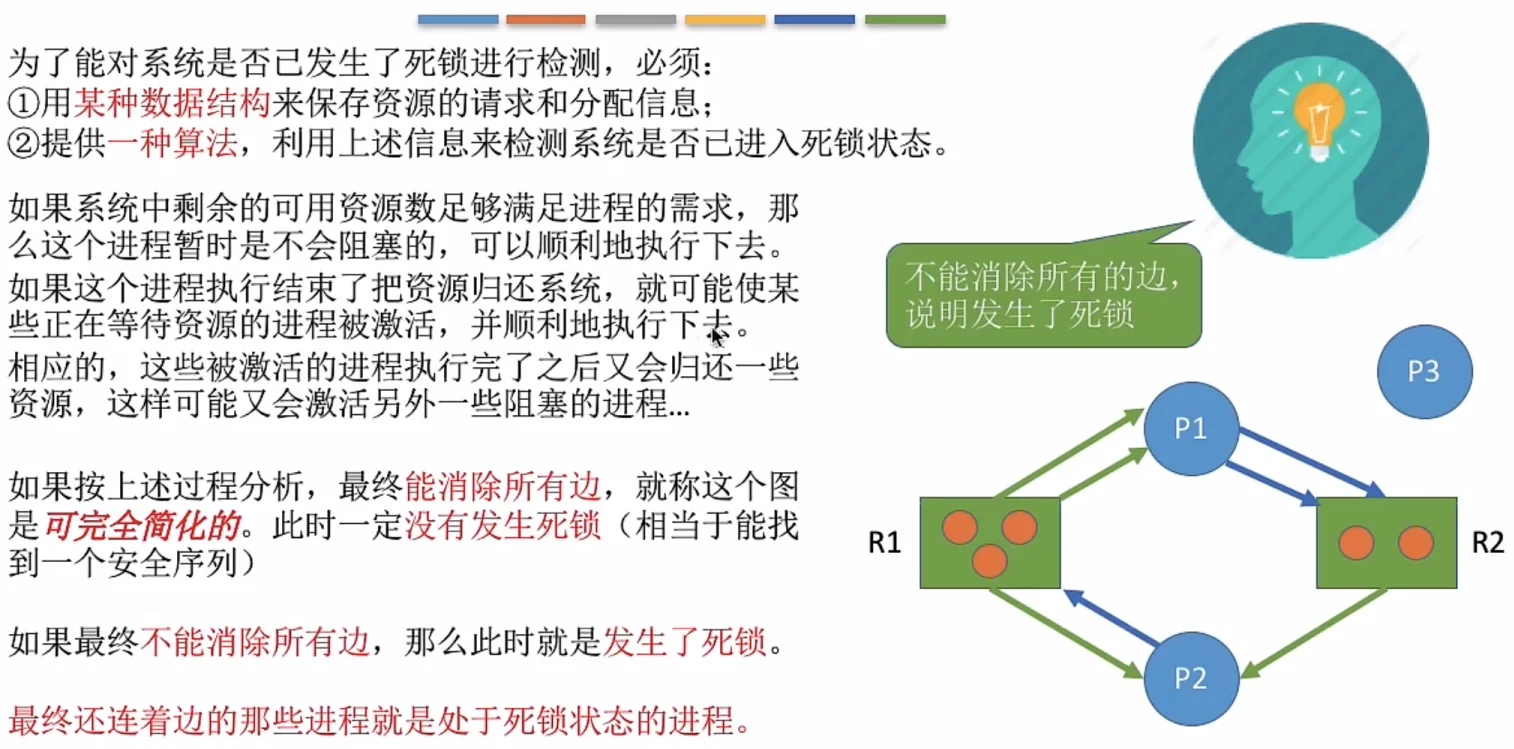 为了能对系统是否已发生了死锁进行检测，必须：
①用某种数据结构来保存资源的请求和分配信息；
②提供一种算法，利用上述信息来检测系统是否已进入死锁状态。
如果系统中剩余的可用资源数足够满足进程的需求，那
么这个进程暂时是不会阻塞的，可以顺利地执行下去。
如果这个进程执行结束了把资源归还系统，就可能使某
些正在等待资源的进程被激活，并顺利地执行下去。
相应的，这些被激活的进程执行完了之后又会归还一些
资源，这样可能又会激活另外一些阻塞的进程...
如果按上述过程分析，最终能消除所有边，就称这个图
是可完全简化的。此时一定没有发生死锁（相当于能找
到一个安全序列）
如果最终不能消除所有边，那么此时就是发生了死锁。
最终还连着边的那些进程就是处于死锁状态的进程。
不能消除所有的边，
说明发生了死锁
P3
P1
R1
R2
P2